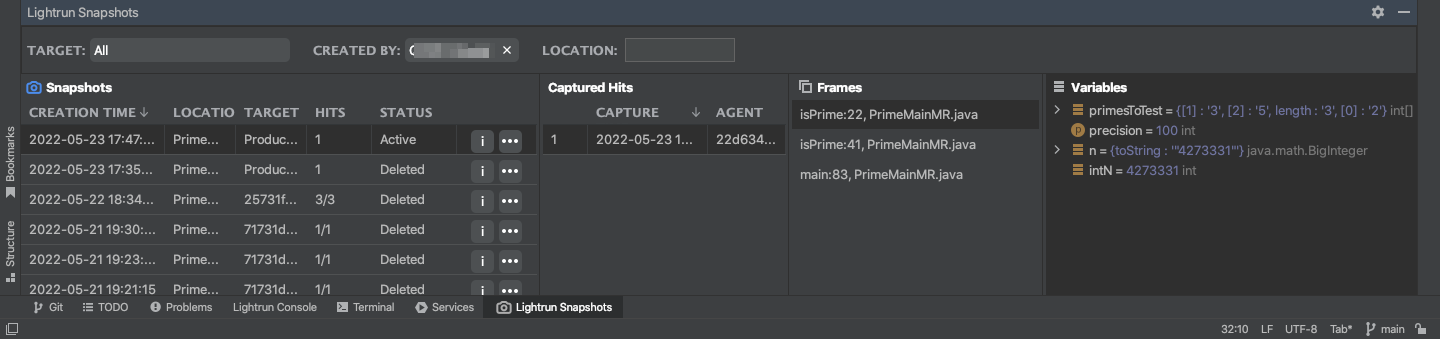 Lightrun Snapshots
TARGET: All CREATED BY: LOCATION:
Snapshots Captured Hits Frames Variables
CREATION TIME LOCATIO TARGET HITS STATUS CAPTURE AGENT
2022-05-23 17:47:... Prime... Produc... 1 Active i 1 2022-05-23 1... 22d634...
2022-05-23 17:35... Prime... Produc... 1 Deleted i
2022-05-22 18:34... Prime... 25731f... 3/3 Deleted i
2022-05-21 19:30:... Prime... 71731d... 1/1 Deleted i
2022-05-21 19:23:... Prime... 71731d... 1/1 Deleted i
2022-05-21 19:21:15 Prime... 71731d... 1/1 Deleted i
isPrime:22, PrimeMainMR.java
isPrime:41, PrimeMainMR.java
main:83, PrimeMainMR.java
primesToTest = {[1] : '3', [2] : '5', length : '3', [0] : '2'} int[]
p precision = 100 int
n = {toString : '"4273331"'} java.math.BigInteger
intN = 4273331 int
Bookmarks
Structure
Git TODO Problems Lightrun Console Terminal Services Lightrun Snapshots
32:10 LF UTF-8 Tab* main